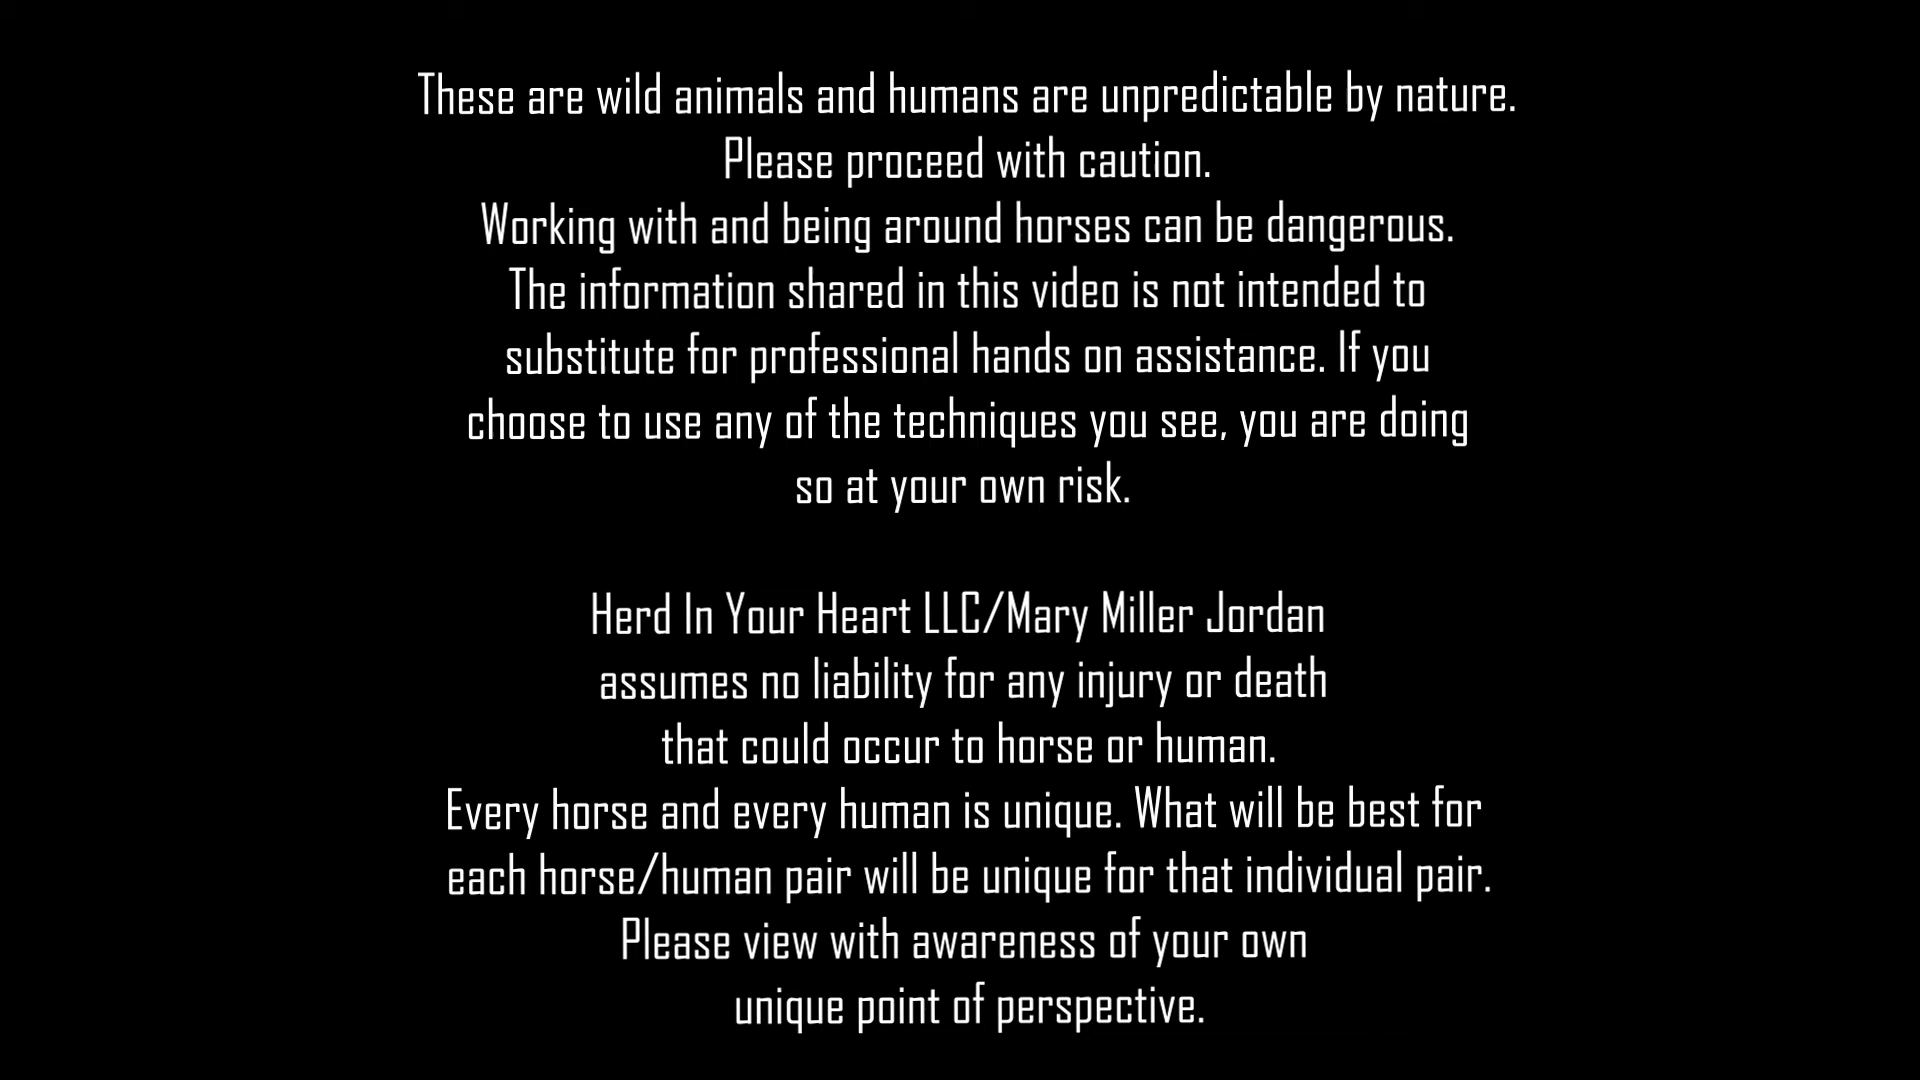 These are wild animals and humans are unpredictable by nature.
Please proceed with caution.
Working with and being around horses can be dangerous.
The information shared in this video is not intended to
substitute for professional hands on assistance. If you
choose to use any of the techniques you see, you are doing
so at your own risk.
Herd In Your Heart LLC/Mary Miller Jordan
assumes no liability for any injury or death
that could occur to horse or human.
Every horse and every human is unique. What will be best for
each horse/human pair will be unique for that individual pair.
Please view with awareness of your own
unique point of perspective.